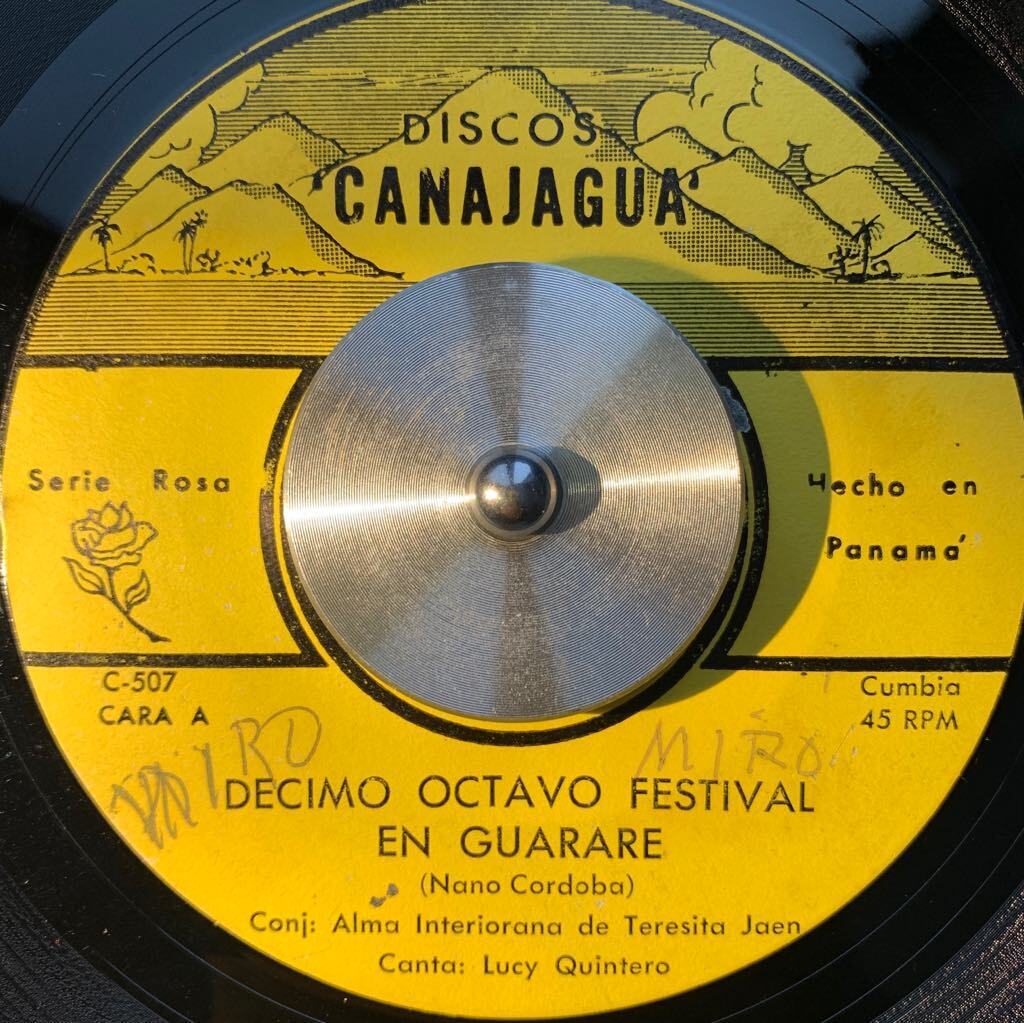 DISCOS
"CANAJAGUA"
Serie Rosa
Hecho en
Panamá
C-507
CARA A
Cumbia
45 RPM
MIRO
MIRO
DECIMO OCTAVO FESTIVAL
EN GUARARE
(Nano Cordoba)
Conj: Alma Interiorana de Teresita Jaen
Canta: Lucy Quintero